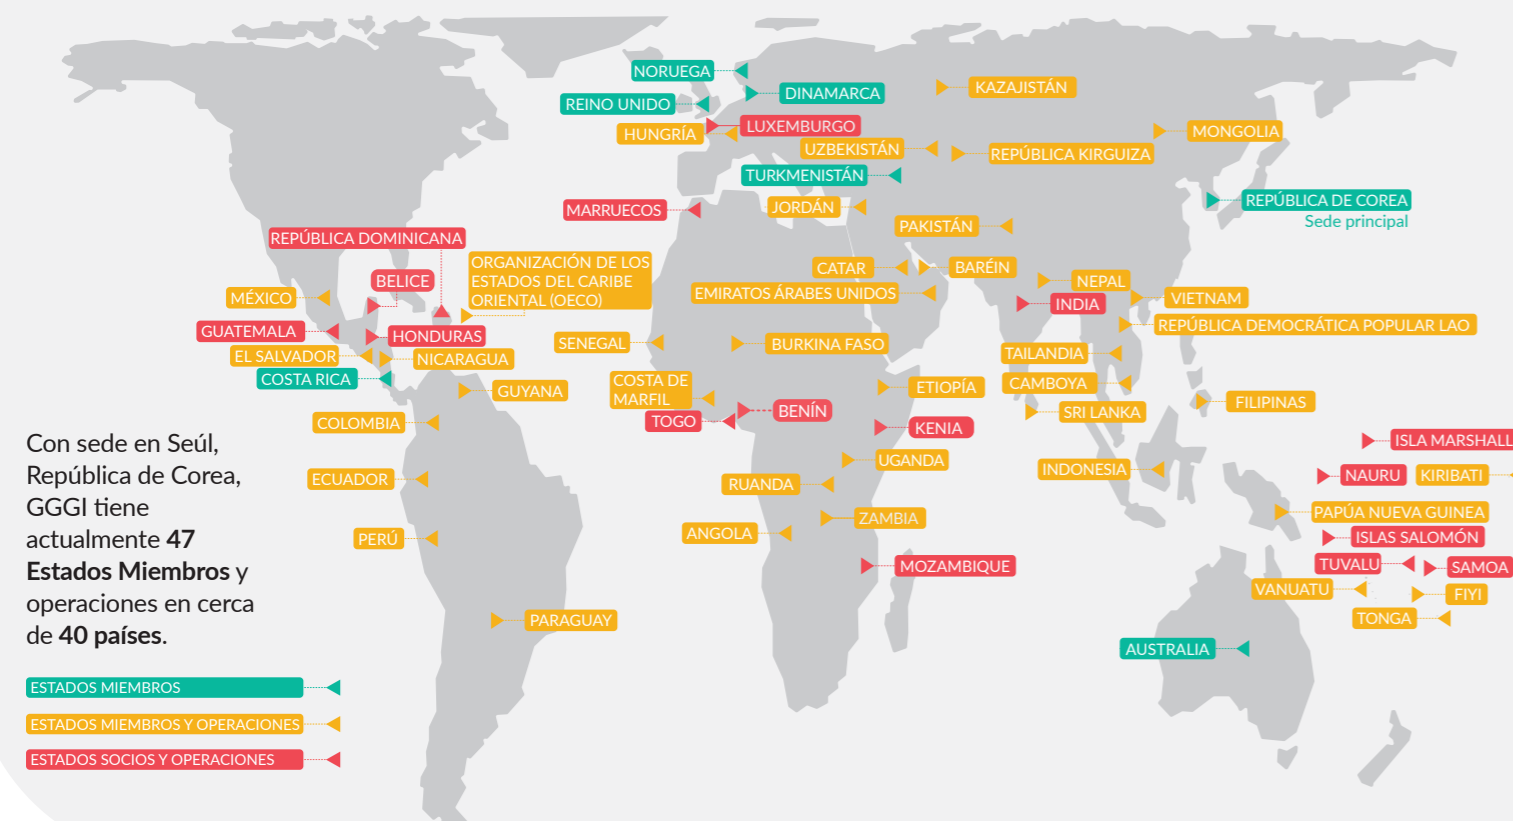 NORUEGA
DINAMARCA
KAZAJISTÁN
REINO UNIDO
LUXEMBURGO
HUNGRÍA
MONGOLIA
UZBEKISTÁN
REPÚBLICA KIRGUIZA
TURKMENISTÁN
REPÚBLICA DE COREA
Sede principal
MARRUECOS
JORDÁN
PAKISTÁN
REPÚBLICA DOMINICANA
ORGANIZACIÓN DE LOS
ESTADOS DEL CARIBE
ORIENTAL (OECO)
BELICE
CATAR
BARÉIN
NEPAL
MÉXICO
EMIRATOS ÁRABES UNIDOS
INDIA
VIETNAM
GUATEMALA
HONDURAS
REPÚBLICA DEMOCRÁTICA POPULAR LAO
SENEGAL
BURKINA FASO
EL SALVADOR
NICARAGUA
TAILANDIA
COSTA RICA
GUYANA
COSTA DE
MARFIL
ETIOPÍA
CAMBOYA
TOGO
BENÍN
SRI LANKA
FILIPINAS
COLOMBIA
KENIA
ISLA MARSHALL
UGANDA
INDONESIA
NAURU
KIRIBATI
ECUADOR
RUANDA
PAPÚA NUEVA GUINEA
ZAMBIA
PERÚ
ANGOLA
ISLAS SALOMÓN
MOZAMBIQUE
TUVALU
SAMOA
VANUATU
FIYI
PARAGUAY
TONGA
AUSTRALIA
Con sede en Seúl,
República de Corea,
GGGI tiene
actualmente 47
Estados Miembros y
operaciones en cerca
de 40 países.
ESTADOS MIEMBROS
ESTADOS MIEMBROS Y OPERACIONES
ESTADOS SOCIOS Y OPERACIONES